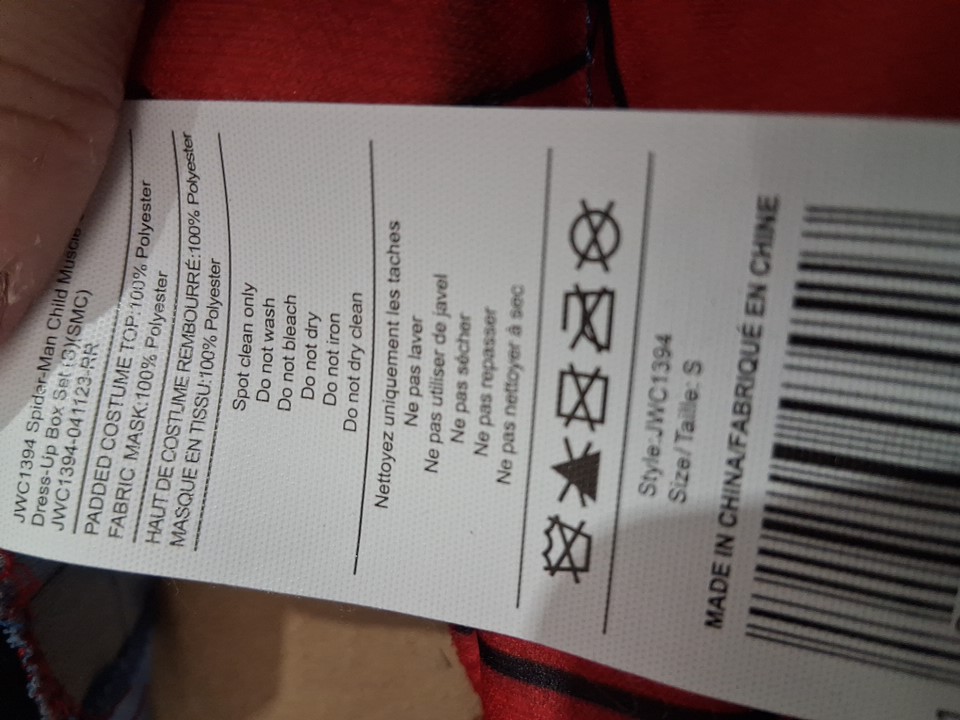 JWC1394 Spider-Man Child Muscle
Dress-Up Box Set (S)(SMC)
JWC1394-041123-RR
PADDED COSTUME TOP:100% Polyester
FABRIC MASK:100% Polyester
HAUT DE COSTUME REMBOURRÉ:100% Polyester
MASQUE EN TISSU:100% Polyester
Spot clean only
Do not wash
Do not bleach
Do not dry
Do not iron
Do not dry clean
Nettoyez uniquement les taches
Ne pas laver
Ne pas utiliser de javel
Ne pas sécher
Ne pas repasser
Ne pas nettoyer à sec
Style:JWC1394
Size/Taille: S
MADE IN CHINA/FABRIQUÉ EN CHINE